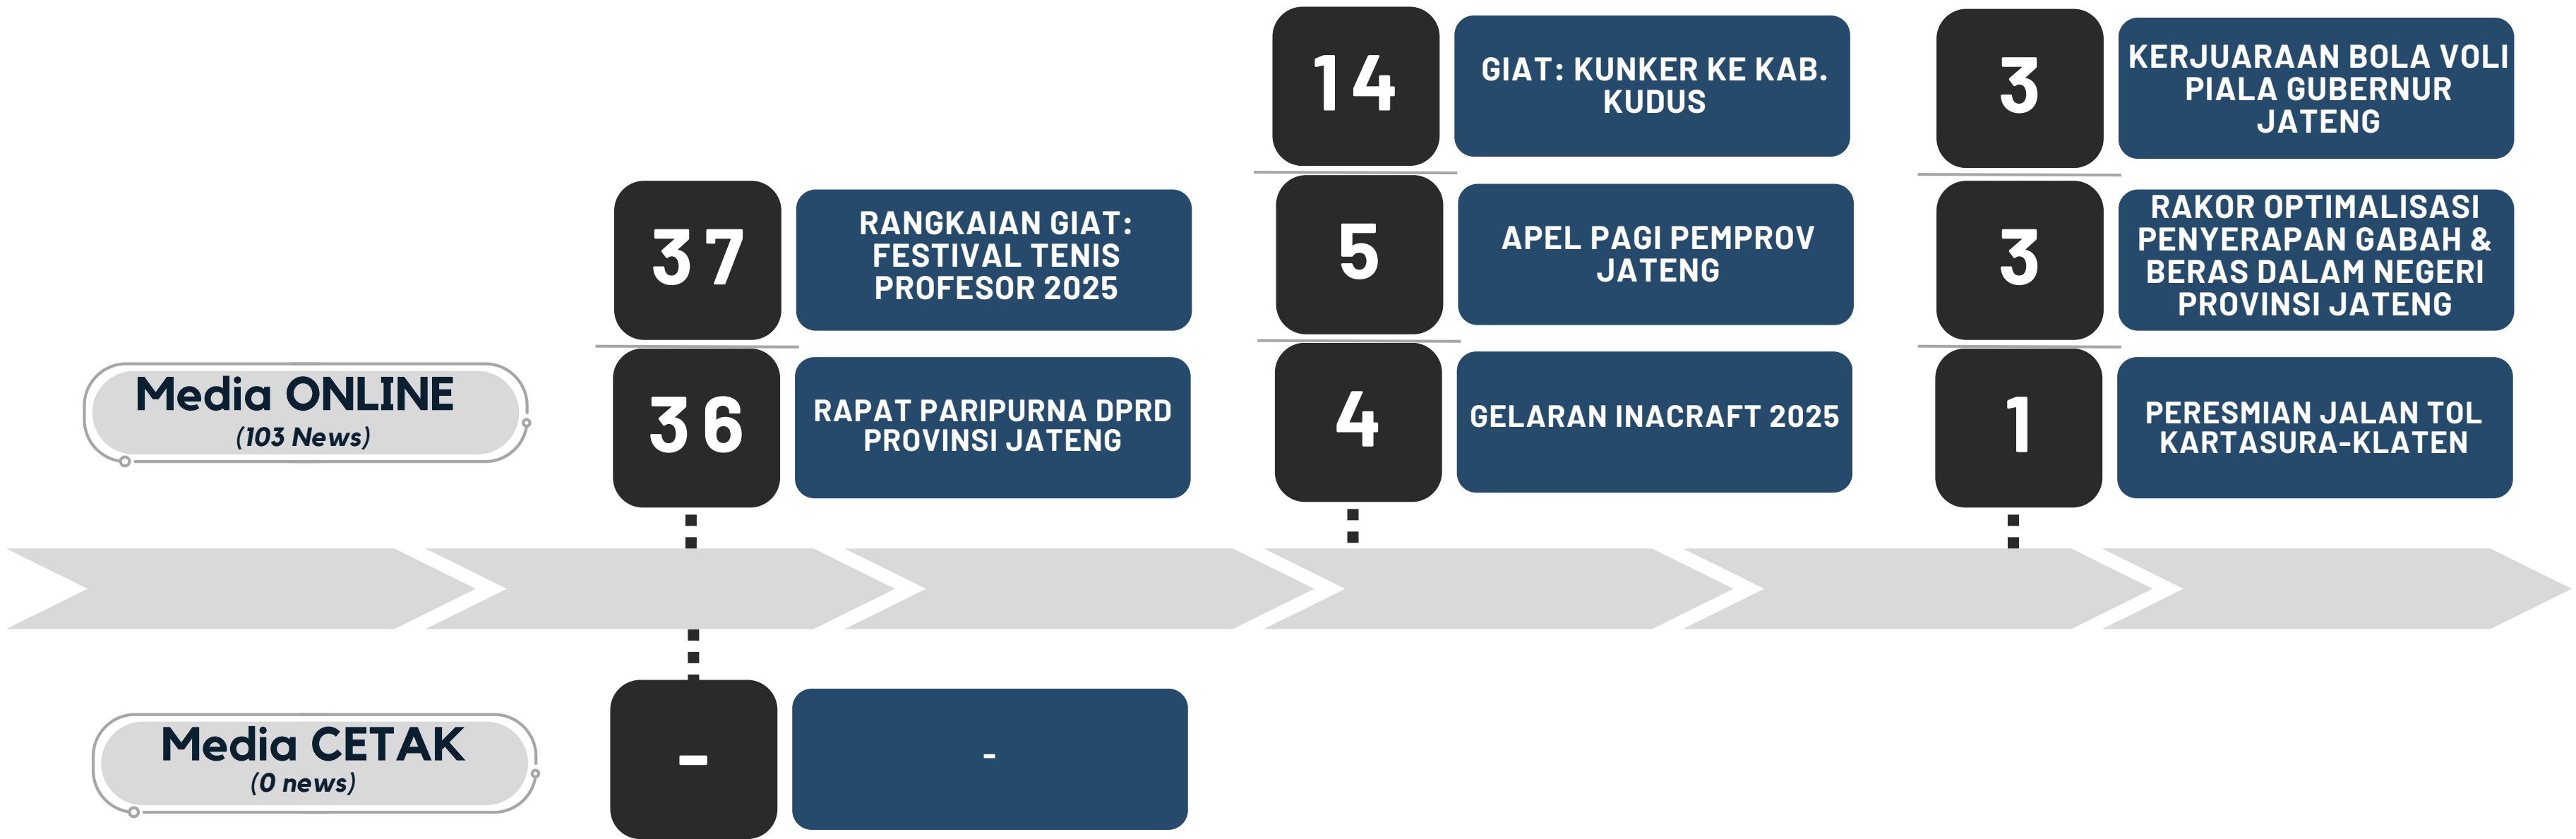 14
GIAT: KUNKER KE KAB.
KUDUS
3
KERJUARAAN BOLA VOLI
PIALA GUBERNUR
JATENG
37
RANGKAIAN GIAT:
FESTIVAL TENIS
PROFESOR 2025
5
APEL PAGI PEMPROV
JATENG
3
RAKOR OPTIMALISASI
PENYERAPAN GABAH &
BERAS DALAM NEGERI
PROVINSI JATENG
Media ONLINE
(103 News)
36
RAPAT PARIPURNA DPRD
PROVINSI JATENG
4
GELARAN INACRAFT 2025
1
PERESMIAN JALAN TOL
KARTASURA-KLATEN
Media CETAK
(0 news)
-
-